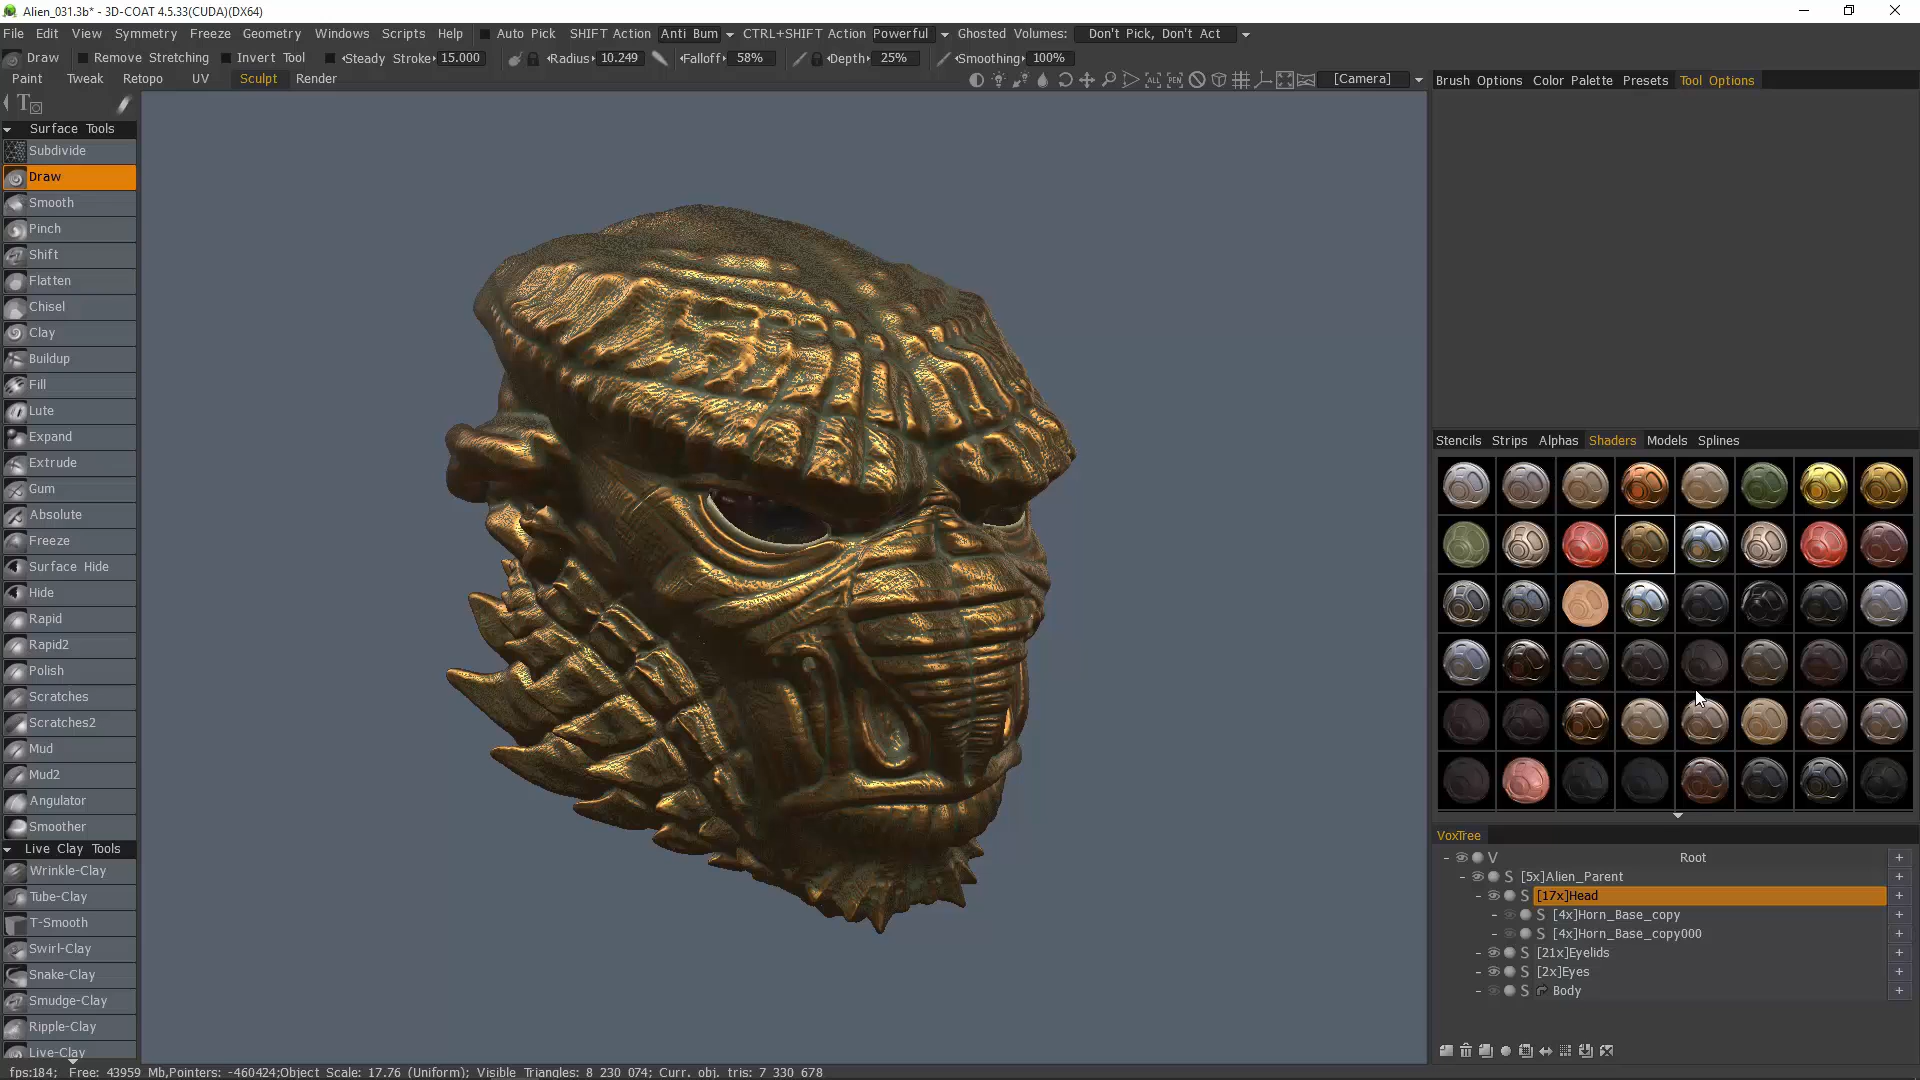 Alien_031.3b* - 3D-COAT 4.5.33(CUDA)(DX64)
File Edit View Symmetry Freeze Geometry Windows Scripts Help Auto Pick SHIFT Action Anti Bum CTRL+SHIFT Action Powerful Ghosted Volumes: Don't Pick, Don't Act
Draw Remove Stretching Invert Tool Steady Stroke 15.000 Radius 10.249 Falloff 58% Depth 25% Smoothing 100%
Paint Tweak Retopo UV Sculpt Render [Camera]
Brush Options Color Palette Presets Tool Options
Surface Tools
Subdivide
Draw
Smooth
Pinch
Shift
Flatten
Chisel
Clay
Buildup
Fill
Lute
Expand
Extrude
Gum
Absolute
Freeze
Surface Hide
Hide
Rapid
Rapid2
Polish
Scratches
Scratches2
Mud
Mud2
Angulator
Smoother
Live Clay Tools
Wrinkle-Clay
Tube-Clay
T-Smooth
Swirl-Clay
Snake-Clay
Smudge-Clay
Ripple-Clay
Live-Clay
Stencils Strips Alphas Shaders Models Splines
VoxTree
V Root +
S [5x]Alien_Parent +
S [17x]Head +
S [4x]Horn_Base_copy +
S [4x]Horn_Base_copy000 +
S [21x]Eyelids +
S [2x]Eyes +
S Body +
fps:184; Free: 43959 Mb,Pointers: -460424;Object Scale: 17.76 (Uniform); Visible Triangles: 8 230 074; Curr. obj. tris: 7 330 678